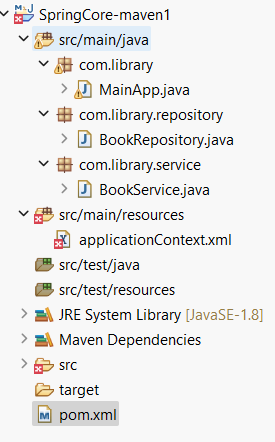 SpringCore-maven1
src/main/java
com.library
MainApp.java
com.library.repository
BookRepository.java
com.library.service
BookService.java
src/main/resources
applicationContext.xml
src/test/java
src/test/resources
JRE System Library [JavaSE-1.8]
Maven Dependencies
src
target
pom.xml